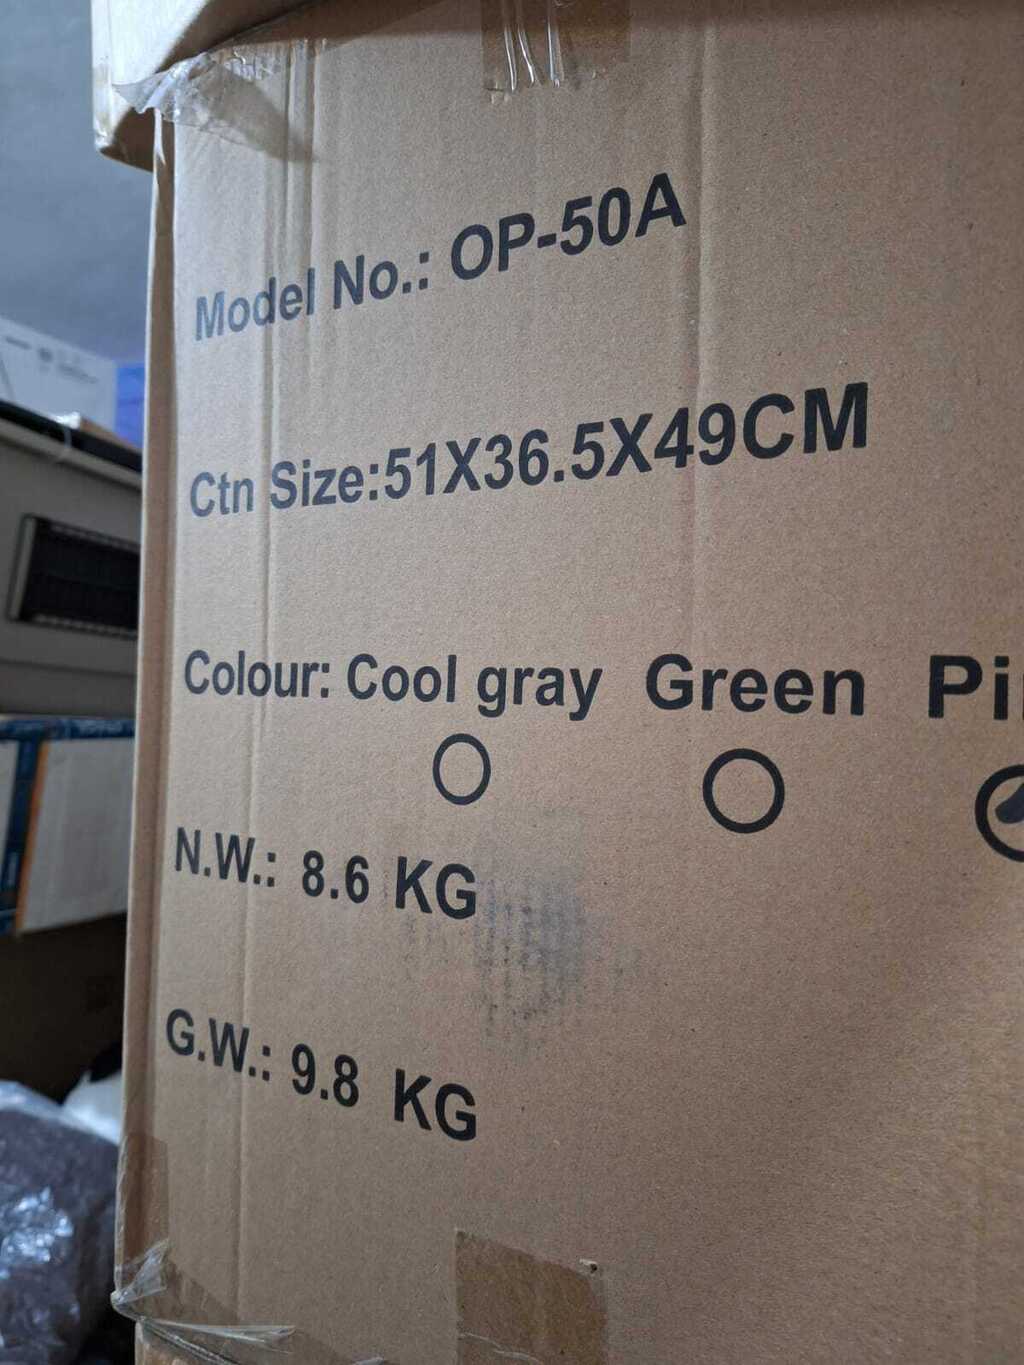 Model No.: OP-50A
Ctn Size:51X36.5X49CM
Colour: Cool gray Green
N.W.: 8.6 KG
G.W.: 9.8 KG